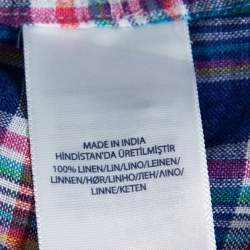 MADE IN INDIA
HİNDİSTAN'DA ÜRETİLMİŞTİR
100% LINEN/LIN/LINO/LEINEN/
LINNEN/HØR/LINHO/ЛЕН/ΛΙΝΟ/
LINNE/KETEN